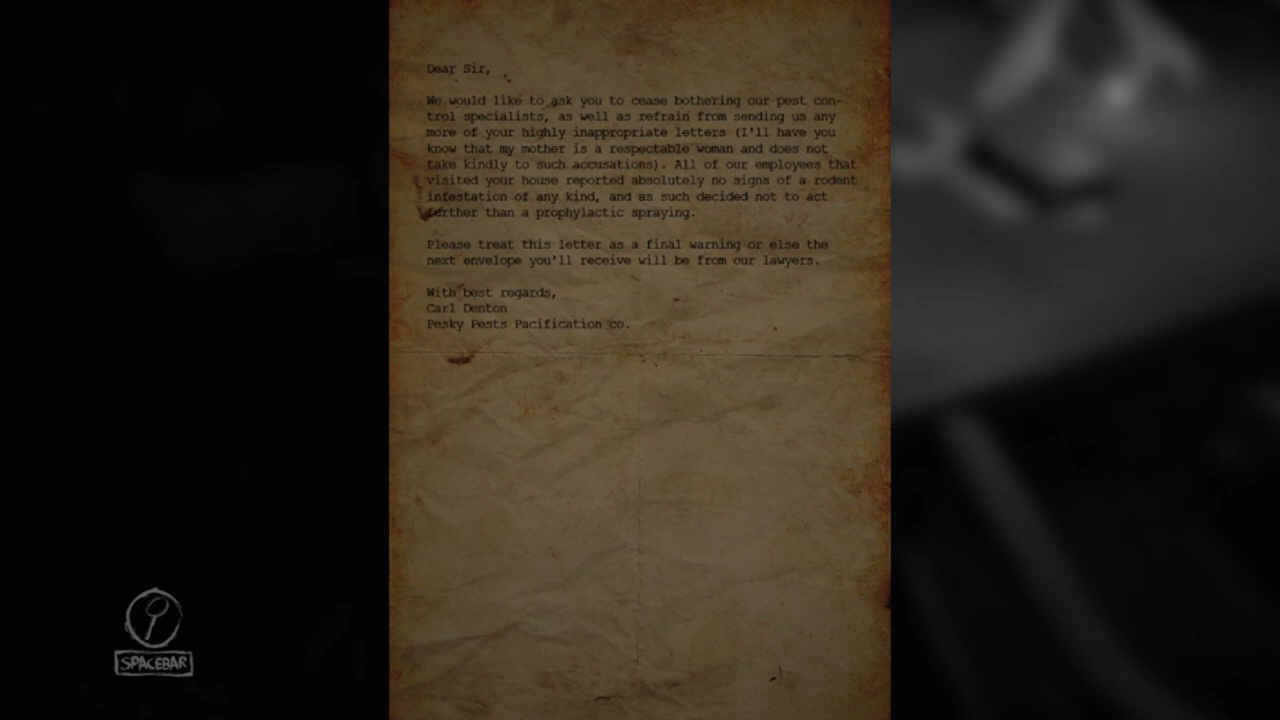 Dear Sir,
We would like to ask you to cease bothering our pest con-
trol specialists, as well as refrain from sending us any
more of your highly inappropriate letters (I'll have you
know that my mother is a respectable woman and does not
take kindly to such accusations). All of our employees that
visited your house reported absolutely no signs of a rodent
infestation of any kind, and as such decided not to act
further than a prophylactic spraying.
Please treat this letter as a final warning or else the
next envelope you'll receive will be from our lawyers.
With best regards,
Carl Denton
Pesky Pests Pacification co.
SPACEBAR